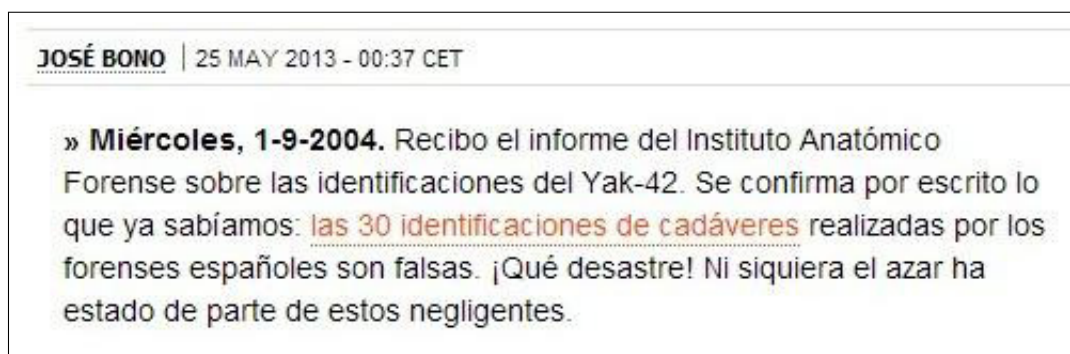 JOSÉ BONO | 25 MAY 2013 - 00:37 CET
» Miércoles, 1-9-2004. Recibo el informe del Instituto Anatómico
Forense sobre las identificaciones del Yak-42. Se confirma por escrito lo
que ya sabíamos: las 30 identificaciones de cadáveres realizadas por los
forenses españoles son falsas. ¡Qué desastre! Ni siquiera el azar ha
estado de parte de estos negligentes.